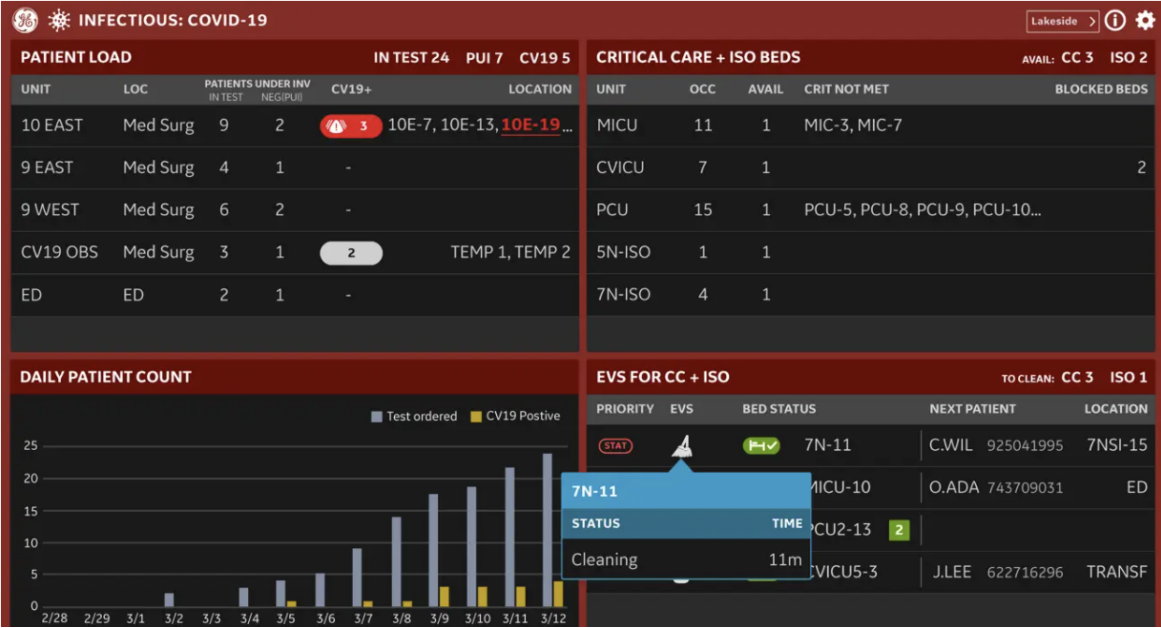 INFECTIOUS: COVID-19
Lakeside >
PATIENT LOAD IN TEST 24 PUI 7 CV19 5
UNIT LOC PATIENTS UNDER INV CV19+ LOCATION
IN TEST NEG(PUI)
10 EAST Med Surg 9 2 3 10E-7, 10E-13, 10E-19...
9 EAST Med Surg 4 1 -
9 WEST Med Surg 6 2 -
CV19 OBS Med Surg 3 1 2 TEMP 1, TEMP 2
ED ED 2 1 -
CRITICAL CARE + ISO BEDS AVAIL: CC 3 ISO 2
UNIT OCC AVAIL CRIT NOT MET BLOCKED BEDS
MICU 11 1 MIC-3, MIC-7
CVICU 7 1 2
PCU 15 1 PCU-5, PCU-8, PCU-9, PCU-10...
5N-ISO 1 1
7N-ISO 4 1
DAILY PATIENT COUNT
Test ordered CV19 Postive
25
20
15
10
5
0
2/28 2/29 3/1 3/2 3/3 3/4 3/5 3/6 3/7 3/8 3/9 3/10 3/11 3/12
EVS FOR CC + ISO TO CLEAN: CC 3 ISO 1
PRIORITY EVS BED STATUS NEXT PATIENT LOCATION
STAT 7N-11 C.WIL 925041995 7NSI-15
MICU-10 O.ADA 743709031 ED
PCU2-13 2
CVICU5-3 J.LEE 622716296 TRANSF
7N-11
STATUS TIME
Cleaning 11m